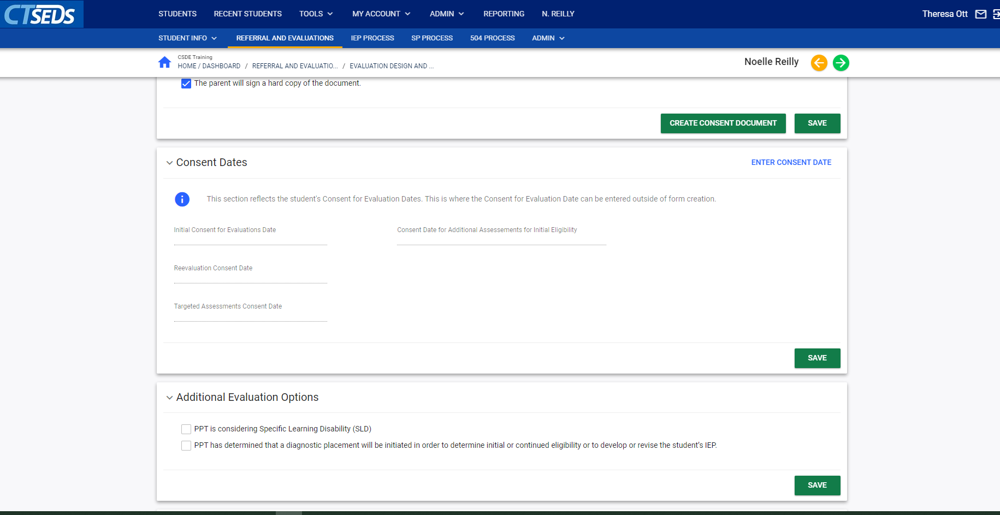 CTSEDS
STUDENTS RECENT STUDENTS TOOLS MY ACCOUNT ADMIN REPORTING N. REILLY
Theresa Ott
STUDENT INFO REFERRAL AND EVALUATIONS IEP PROCESS SP PROCESS 504 PROCESS ADMIN
CSDE Training
HOME / DASHBOARD / REFERRAL AND EVALUATIO... / EVALUATION DESIGN AND ...
Noelle Reilly
The parent will sign a hard copy of the document.
CREATE CONSENT DOCUMENT SAVE
Consent Dates
ENTER CONSENT DATE
This section reflects the student's Consent for Evaluation Dates. This is where the Consent for Evaluation Date can be entered outside of form creation.
Initial Consent for Evaluations Date
Consent Date for Additional Assessements for Initial Eligibility
Reevaluation Consent Date
Targeted Assessments Consent Date
SAVE
Additional Evaluation Options
PPT is considering Specific Learning Disability (SLD)
PPT has determined that a diagnostic placement will be initiated in order to determine initial or continued eligibility or to develop or revise the student's IEP.
SAVE